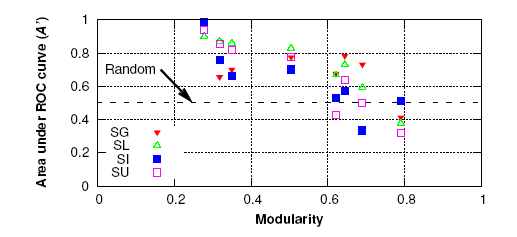 1
0.8
0.6
0.4
0.2
0
Area under ROC curve (A')
Random
SG
SL
SI
SU
0 0.2 0.4 0.6 0.8 1
Modularity